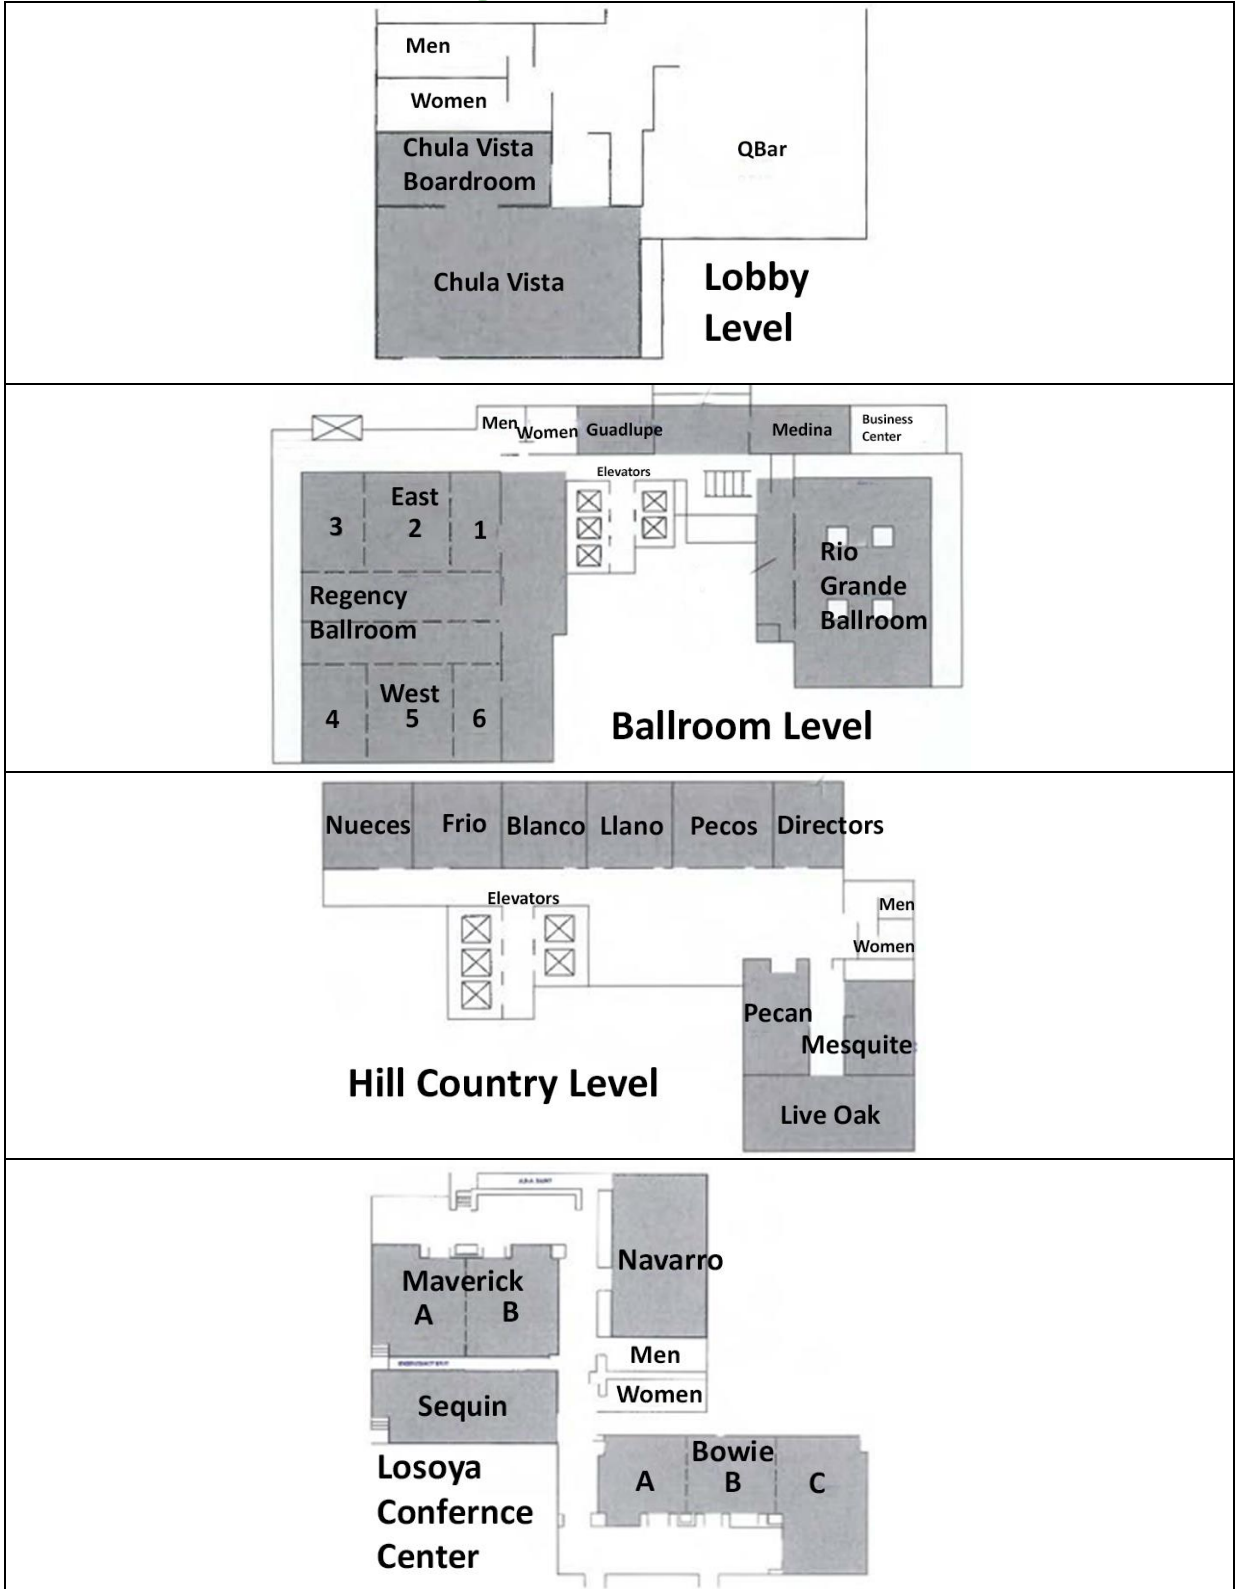 Men
Women
Chula Vista
Boardroom
QBar
Chula Vista
Lobby
Level
Men
Women
Guadlupe
Medina
Business
Center
Elevators
East
3 2 1
Regency
Ballroom
West
4 5 6
Rio
Grande
Ballroom
Ballroom Level
Nueces Frio Blanco Llano Pecos Directors
Elevators
Men
Women
Pecan
Mesquite
Live Oak
Hill Country Level
Navarro
Maverick
A B
Men
Women
Sequin
Bowie
A B C
Losoya
Confernce
Center